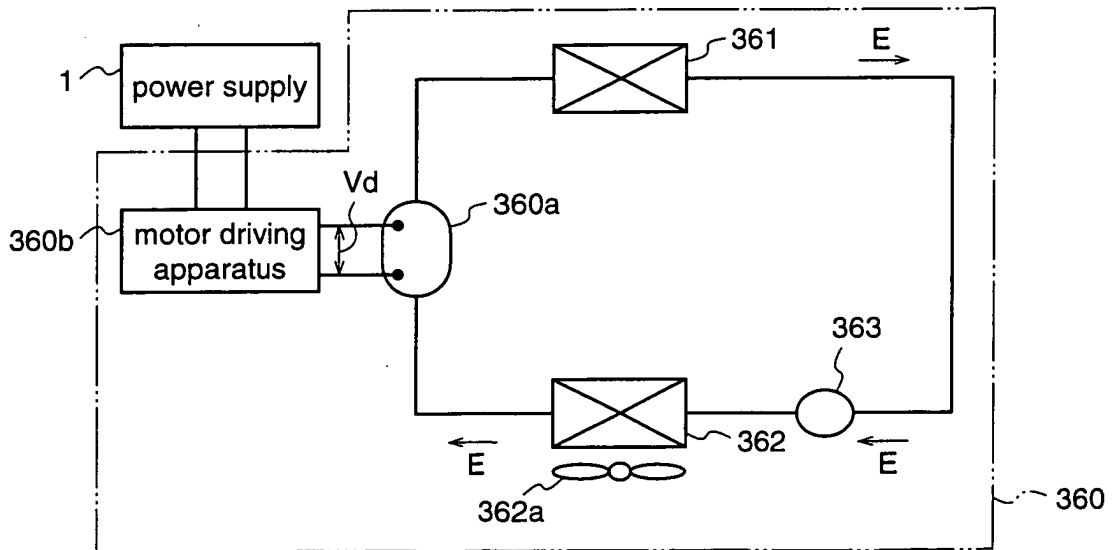 361
E
1
power supply
Vd
360a
360b
motor driving
apparatus
363
362
E
E
362a
360